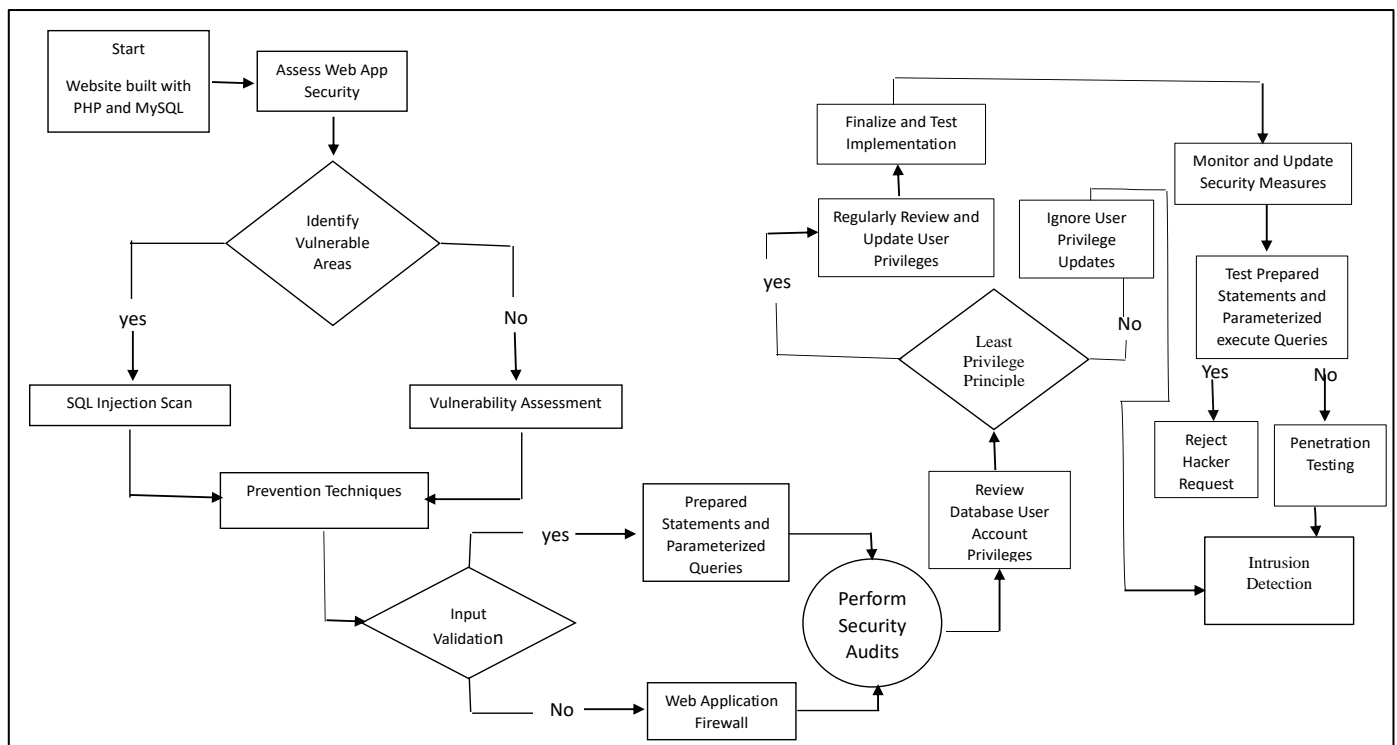 Start
Website built with
PHP and MySQL
Assess Web App
Security
Identify
Vulnerable
Areas
yes
No
SQL Injection Scan
Vulnerability Assessment
Prevention Techniques
Input
Validation
yes
No
Prepared
Statements and
Parameterized
Queries
Web Application
Firewall
Perform
Security
Audits
Review
Database User
Account
Privileges
Least
Privilege
Principle
yes
No
Regularly Review and
Update User
Privileges
Ignore User
Privilege
Updates
Finalize and Test
Implementation
Monitor and Update
Security Measures
Test Prepared
Statements and
Parameterized
execute Queries
Yes
No
Reject
Hacker
Request
Penetration
Testing
Intrusion
Detection